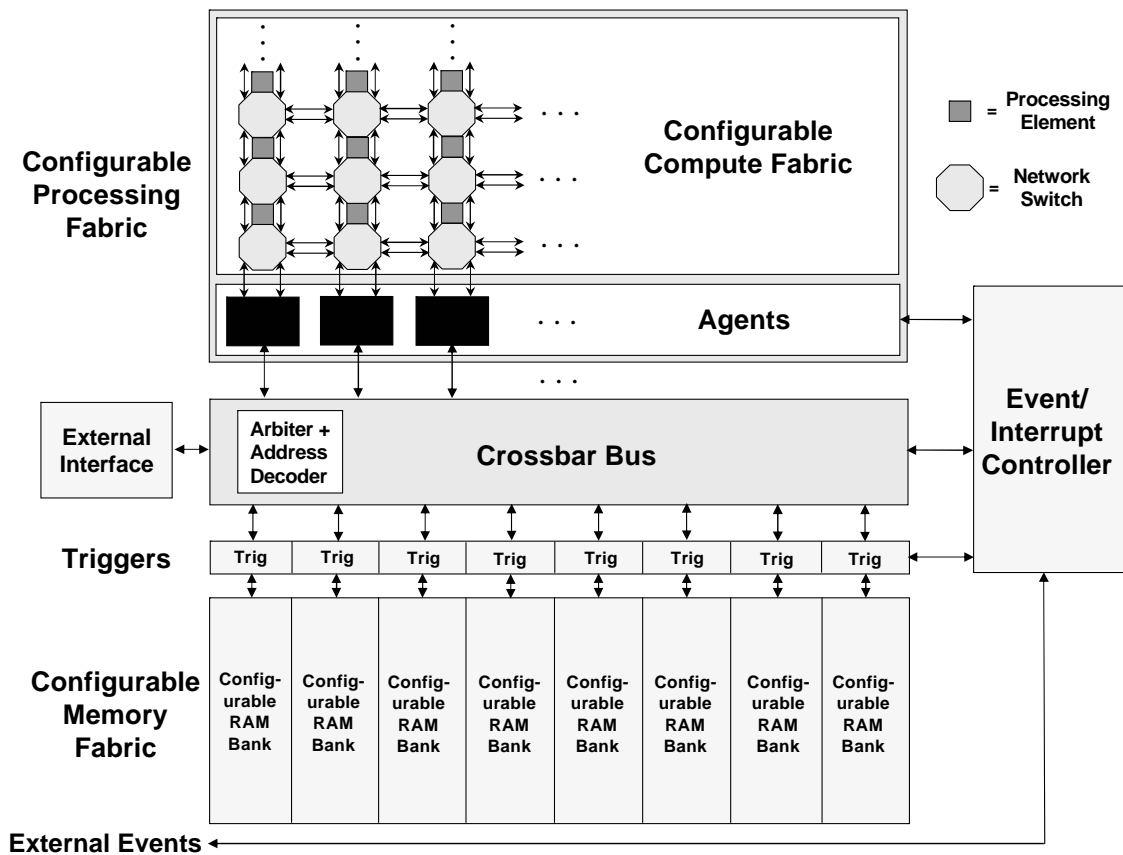 Configurable
Compute Fabric
= Processing
Element
= Network
Switch
Configurable
Processing
Fabric
Agents
Event/
Interrupt
Controller
External
Interface
Arbiter +
Address
Decoder
Crossbar Bus
Triggers
Trig Trig Trig Trig Trig Trig Trig Trig
Configurable
Memory
Fabric
Config-
urable
RAM
Bank
Config-
urable
RAM
Bank
Config-
urable
RAM
Bank
Config-
urable
RAM
Bank
Config-
urable
RAM
Bank
Config-
urable
RAM
Bank
Config-
urable
RAM
Bank
Config-
urable
RAM
Bank
External Events